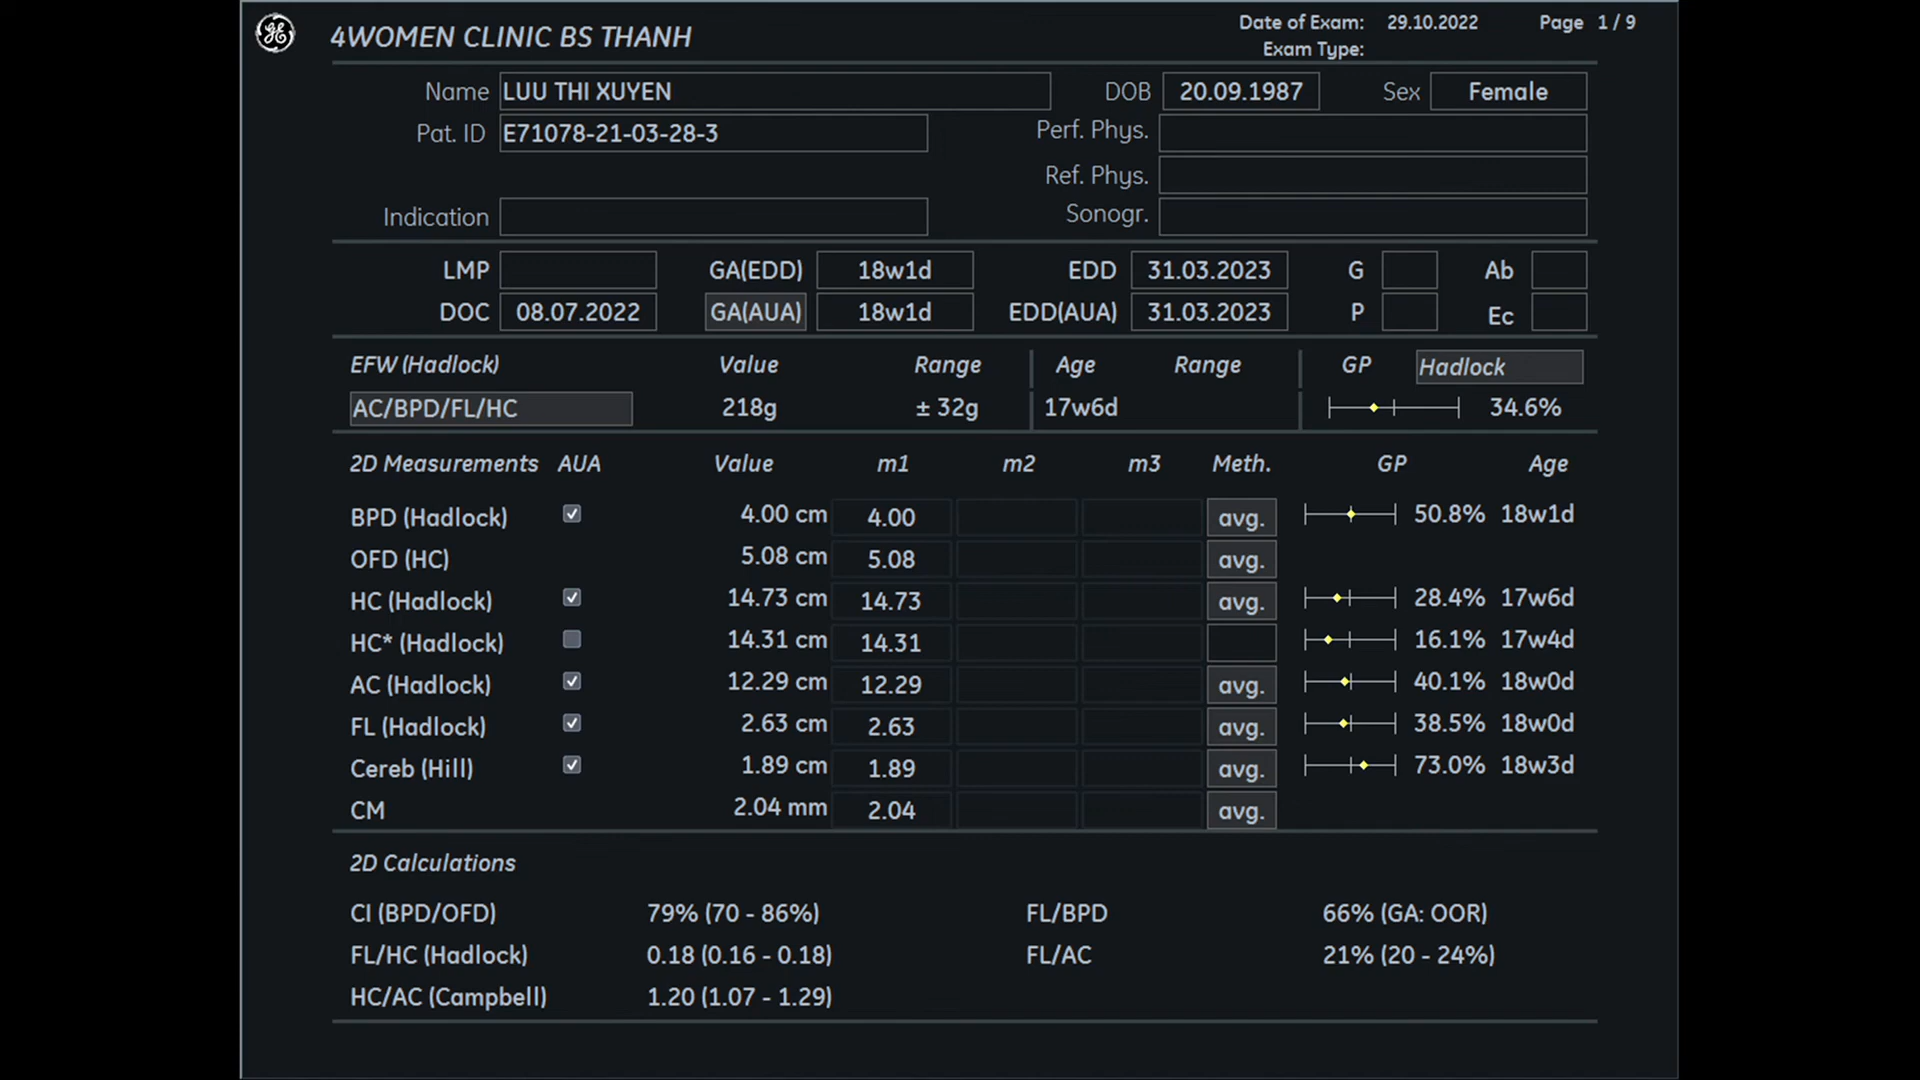 4WOMEN CLINIC BS THANH Date of Exam: 29.10.2022 Page 1 / 9
Exam Type:
Name LUU THI XUYEN DOB 20.09.1987 Sex Female
Pat. ID E71078-21-03-28-3 Perf. Phys.
Ref. Phys.
Indication Sonogr.
LMP GA(EDD) 18w1d EDD 31.03.2023 G Ab
DOC 08.07.2022 GA(AUA) 18w1d EDD(AUA) 31.03.2023 P Ec
EFW (Hadlock) Value Range Age Range GP Hadlock
AC/BPD/FL/HC 218g ± 32g 17w6d 34.6%
2D Measurements AUA Value m1 m2 m3 Meth. GP Age
BPD (Hadlock) 4.00 cm 4.00 avg. 50.8% 18w1d
OFD (HC) 5.08 cm 5.08 avg.
HC (Hadlock) 14.73 cm 14.73 avg. 28.4% 17w6d
HC* (Hadlock) 14.31 cm 14.31 16.1% 17w4d
AC (Hadlock) 12.29 cm 12.29 avg. 40.1% 18w0d
FL (Hadlock) 2.63 cm 2.63 avg. 38.5% 18w0d
Cereb (Hill) 1.89 cm 1.89 avg. 73.0% 18w3d
CM 2.04 mm 2.04 avg.
2D Calculations
CI (BPD/OFD) 79% (70 - 86%) FL/BPD 66% (GA: OOR)
FL/HC (Hadlock) 0.18 (0.16 - 0.18) FL/AC 21% (20 - 24%)
HC/AC (Campbell) 1.20 (1.07 - 1.29)